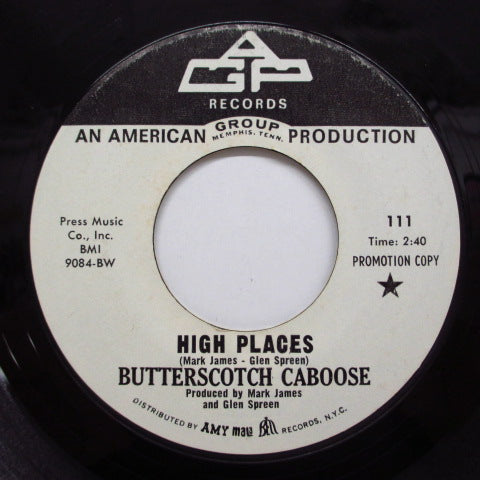 AGP
RECORDS
AN AMERICAN GROUP PRODUCTION
MEMPHIS, TENN.
Press Music
Co., Inc.
BMI
9084-BW
111
Time: 2:40
PROMOTION COPY
HIGH PLACES
(Mark James - Glen Spreen)
BUTTERSCOTCH CABOOSE
Produced by Mark James
and Glen Spreen
DISTRIBUTED BY AMY mala Bell RECORDS, N.Y.C.